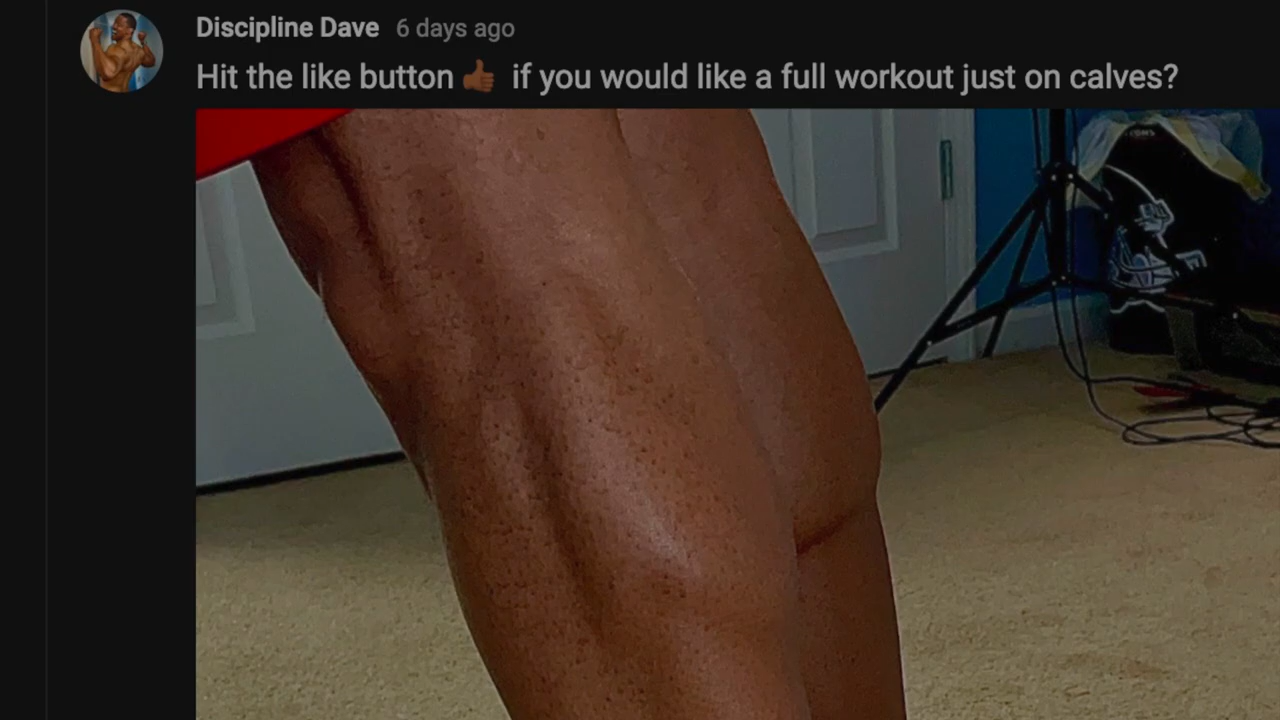 Discipline Dave 6 days ago
Hit the like button 👍🏾 if you would like a full workout just on calves?